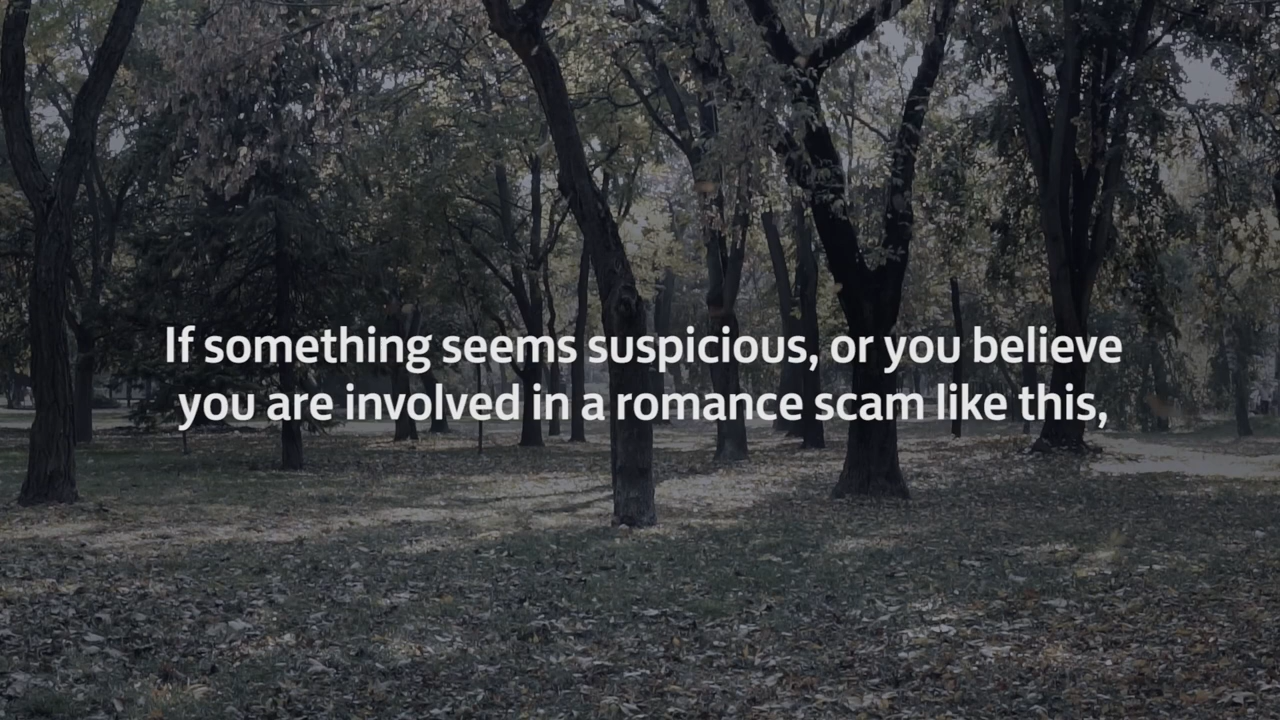 If something seems suspicious, or you believe
you are involved in a romance scam like this,